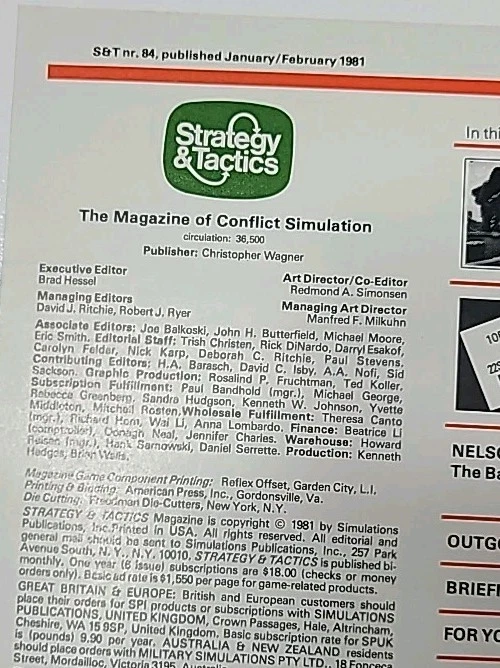 S&T nr. 84, published January/February 1981
Strategy
&Tactics
The Magazine of Conflict Simulation
circulation: 36,500
Publisher: Christopher Wagner
Executive Editor
Brad Hessel
Art Director/Co-Editor
Redmond A. Simonsen
Managing Editors
David J. Ritchie, Robert J. Ryer
Managing Art Director
Manfred F. Milkuhn
Associate Editors: Joe Balkoski, John H. Butterfield, Michael Moore,
Eric Smith. Editorial Staff: Trish Christen, Rick DiNardo, Darryl Esakof,
Carolyn Felder, Nick Karp, Deborah C. Ritchie, Paul Stevens,
Contributing Editors: H.A. Barasch, David C. Isby, A.A. Nofi, Sid
Sackson. Graphic Production: Rosalind P. Fruchtman, Ted Koller,
Subscription Fulfillment: Paul Bandhold (mgr.), Michael George,
Rebecca Greenberg, Sandra Hudgson, Kenneth W. Johnson, Yvette
Middleton, Mitchell Rosten, Wholesale Fulfillment: Theresa Canto
(mgr.), Richard Horn, Wai Li, Anna Lombardo. Finance: Beatrice Li
(comptroller), Oonagh Neal, Jennifer Charles. Warehouse: Howard
(mgr.), Hank Sarnowski, Daniel Serrette. Production: Kenneth
Hodges, Brian Walls.
Magazine Game Component Printing: Reflex Offset, Garden City, L.I.
Printing & Binding, American Press, Inc., Gordonsville, Va.
Die Cutting, Freedman Die-Cutters, New York, N.Y.
STRATEGY & TACTICS Magazine is copyright © 1981 by Simulations
Publications, Inc. Printed in USA. All rights reserved. All editorial and
general mail should be sent to Simulations Publications, Inc., 257 Park
Avenue South, N.Y., N.Y. 10010, STRATEGY & TACTICS is published bi-
monthly. One year (6 issue) subscriptions are $18.00 (checks or money
orders only). Basic ad rate is $1,550 per page for game-related products.
GREAT BRITAIN & EUROPE: British and European customers should
place their orders for SPI products or subscriptions with SIMULATIONS
PUBLICATIONS, UNITED KINGDOM, Crown Passages, Hale, Altrincham,
Cheshire, WA 15 9SP, United Kingdom. Basic subscription rate for SPUK
is (pounds) 9.90 per year. AUSTRALIA & NEW ZEALAND residents
should place orders with MILITARY SIMULATIONS PTY LTD., 18 Fonceca
Street, Mordialloc, Victoria 3195, Australia
In thi
TOP
22S
NELSO
The Ba
OUTGO
BRIEFI
FOR YO